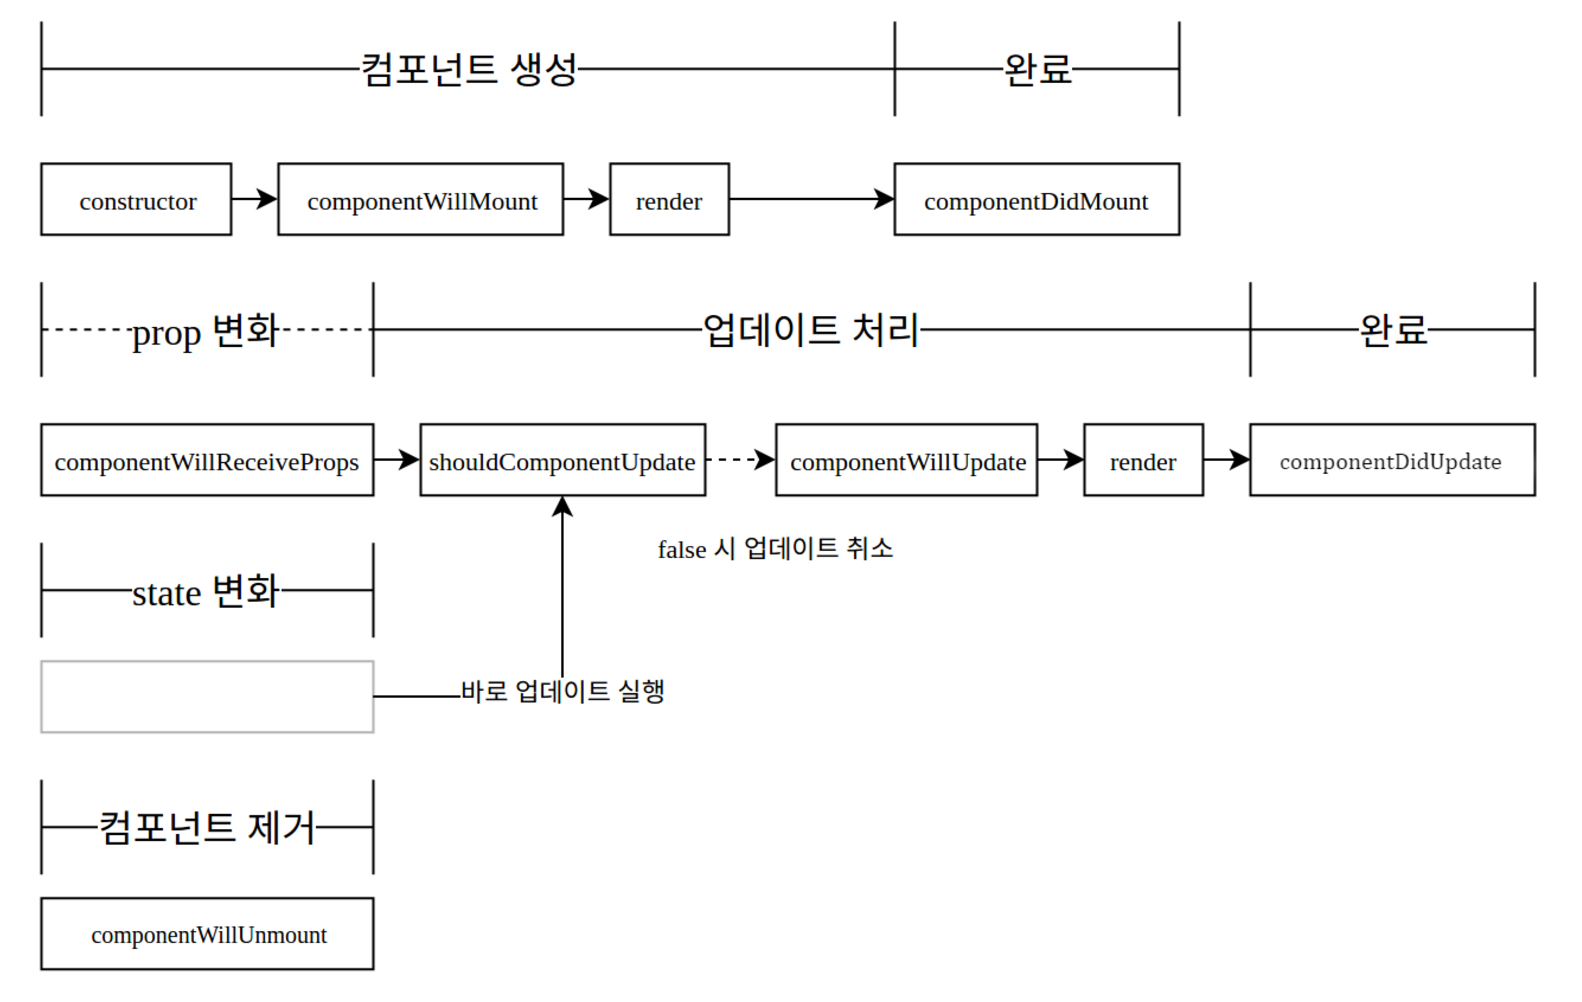 컴포넌트 생성
완료
constructor
componentWillMount
render
componentDidMount
prop 변화
업데이트 처리
완료
componentWillReceiveProps
shouldComponentUpdate
componentWillUpdate
render
componentDidUpdate
false 시 업데이트 취소
state 변화
바로 업데이트 실행
컴포넌트 제거
componentWillUnmount